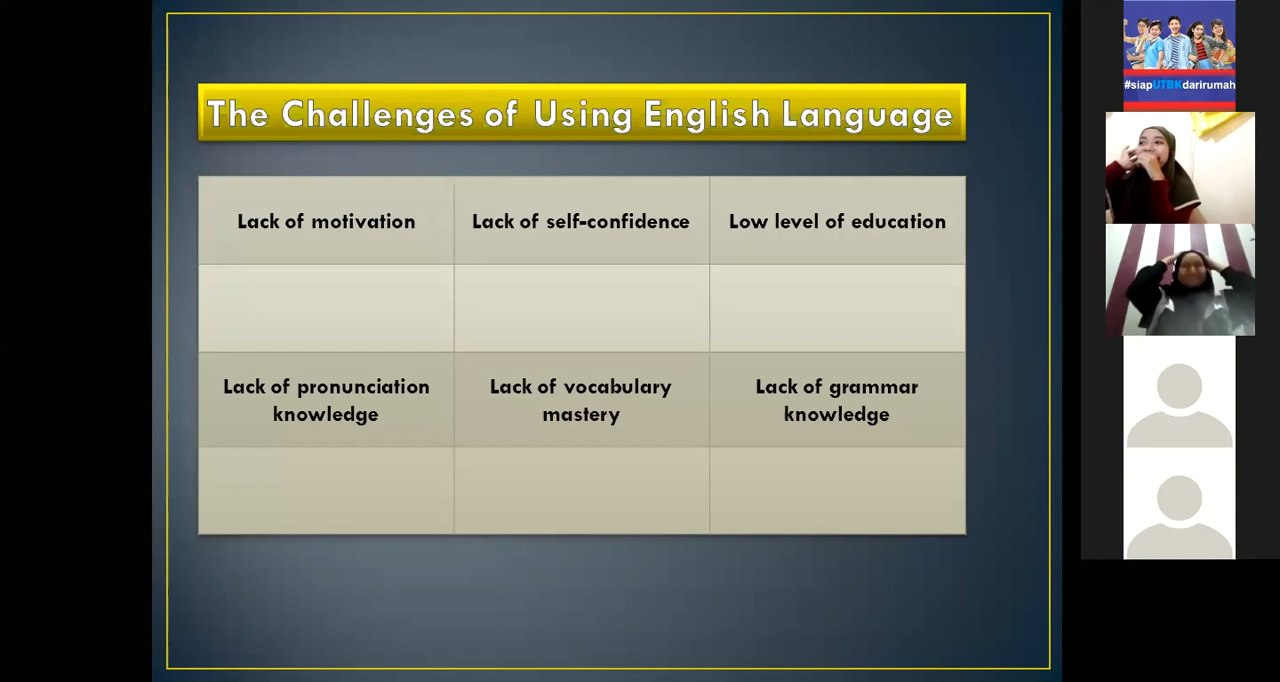 The Challenges of Using English Language
Lack of motivation
Lack of self-confidence
Low level of education
Lack of pronunciation
knowledge
Lack of vocabulary
mastery
Lack of grammar
knowledge
#siapUTBKdarirumah